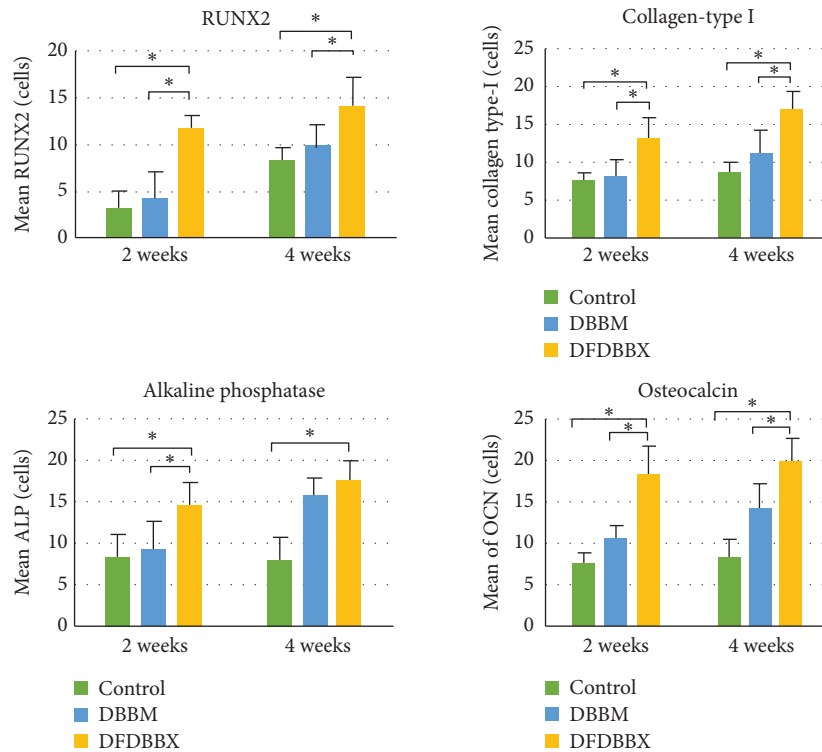 RUNX2
Mean RUNX2 (cells)
20
15
10
5
0
* * * *
2 weeks 4 weeks
Collagen-type I
Mean collagen type-I (cells)
25
20
15
10
5
0
* * * *
2 weeks 4 weeks
Control
DBBM
DFDBBX
Alkaline phosphatase
Mean ALP (cells)
25
20
15
10
5
0
* * *
2 weeks 4 weeks
Control
DBBM
DFDBBX
Osteocalcin
Mean of OCN (cells)
25
20
15
10
5
0
* * * *
2 weeks 4 weeks
Control
DBBM
DFDBBX